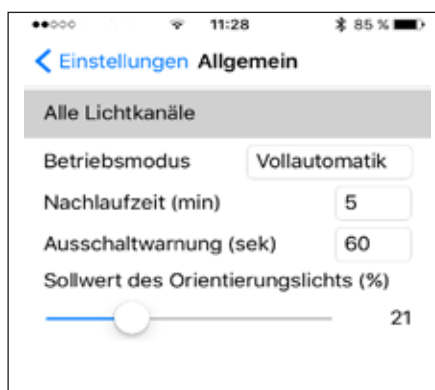 11:28 85 %
Einstellungen Allgemein
Alle Lichtkanäle
Betriebsmodus Vollautomatik
Nachlaufzeit (min) 5
Ausschaltwarnung (sek) 60
Sollwert des Orientierungslichts (%)
21